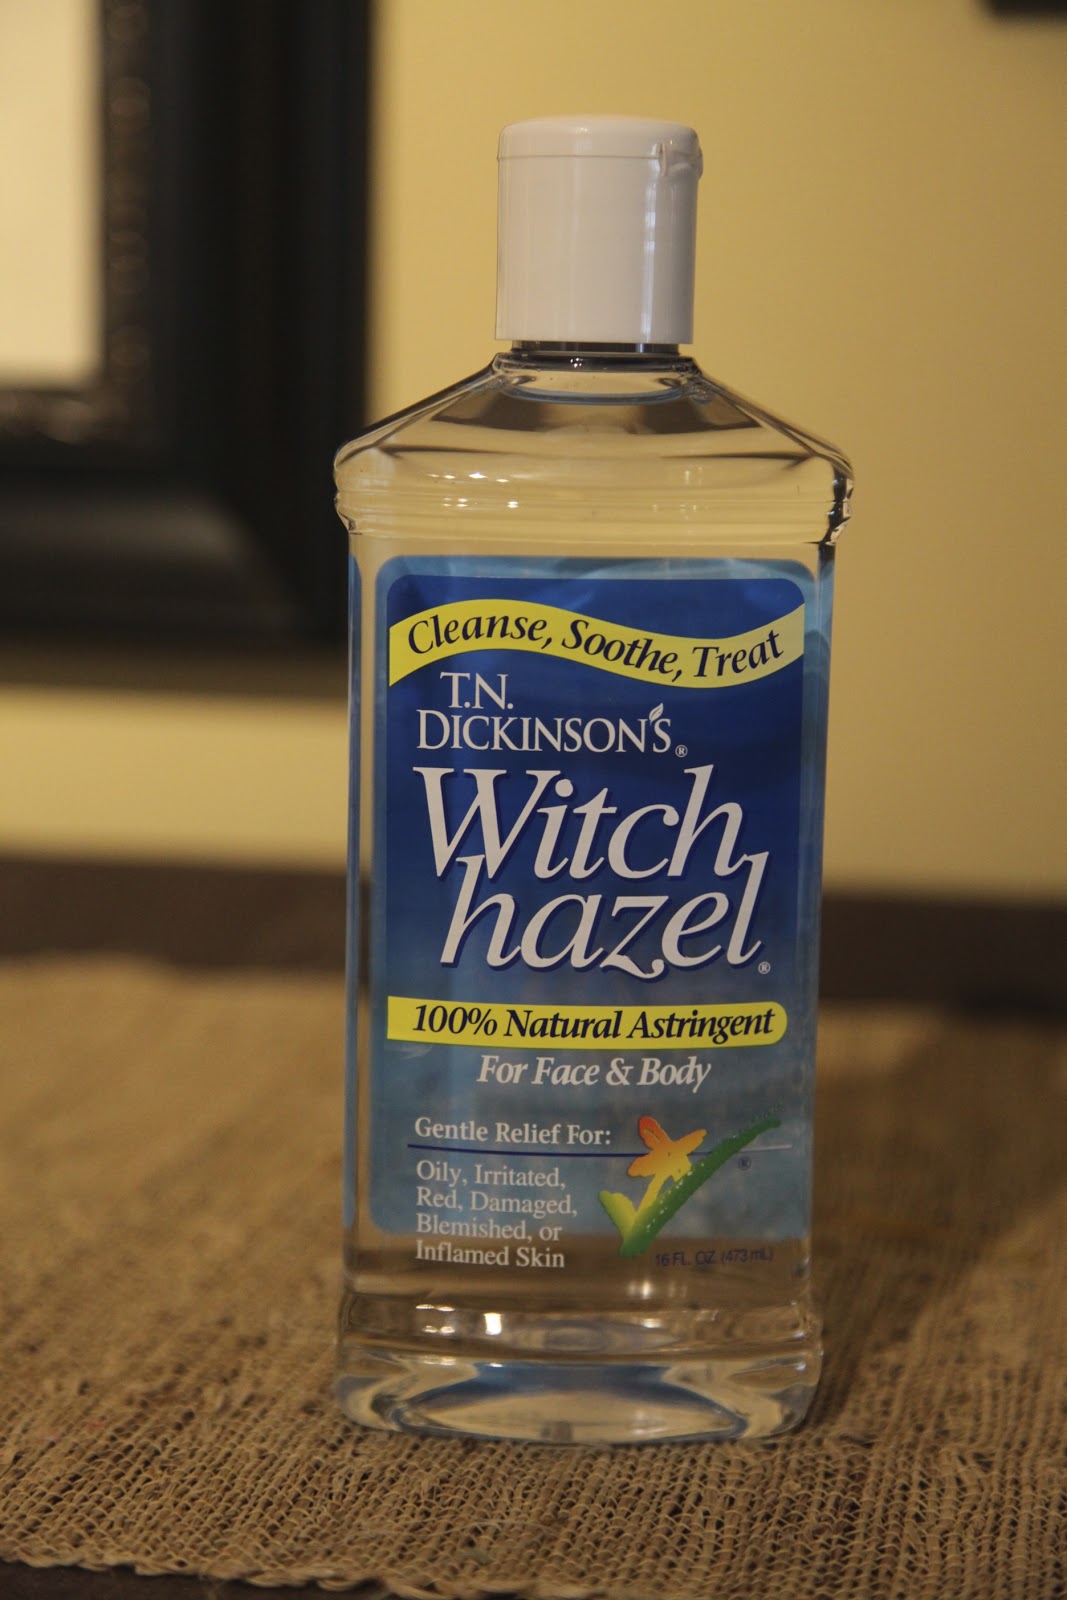 Cleanse, Soothe, Treat
T.N.
DICKINSON'S®
Witch
hazel®
100% Natural Astringent
For Face & Body
Gentle Relief For:
Oily, Irritated,
Red, Damaged,
Blemished, or
Inflamed Skin
®
16 FL. OZ. (473 mL)